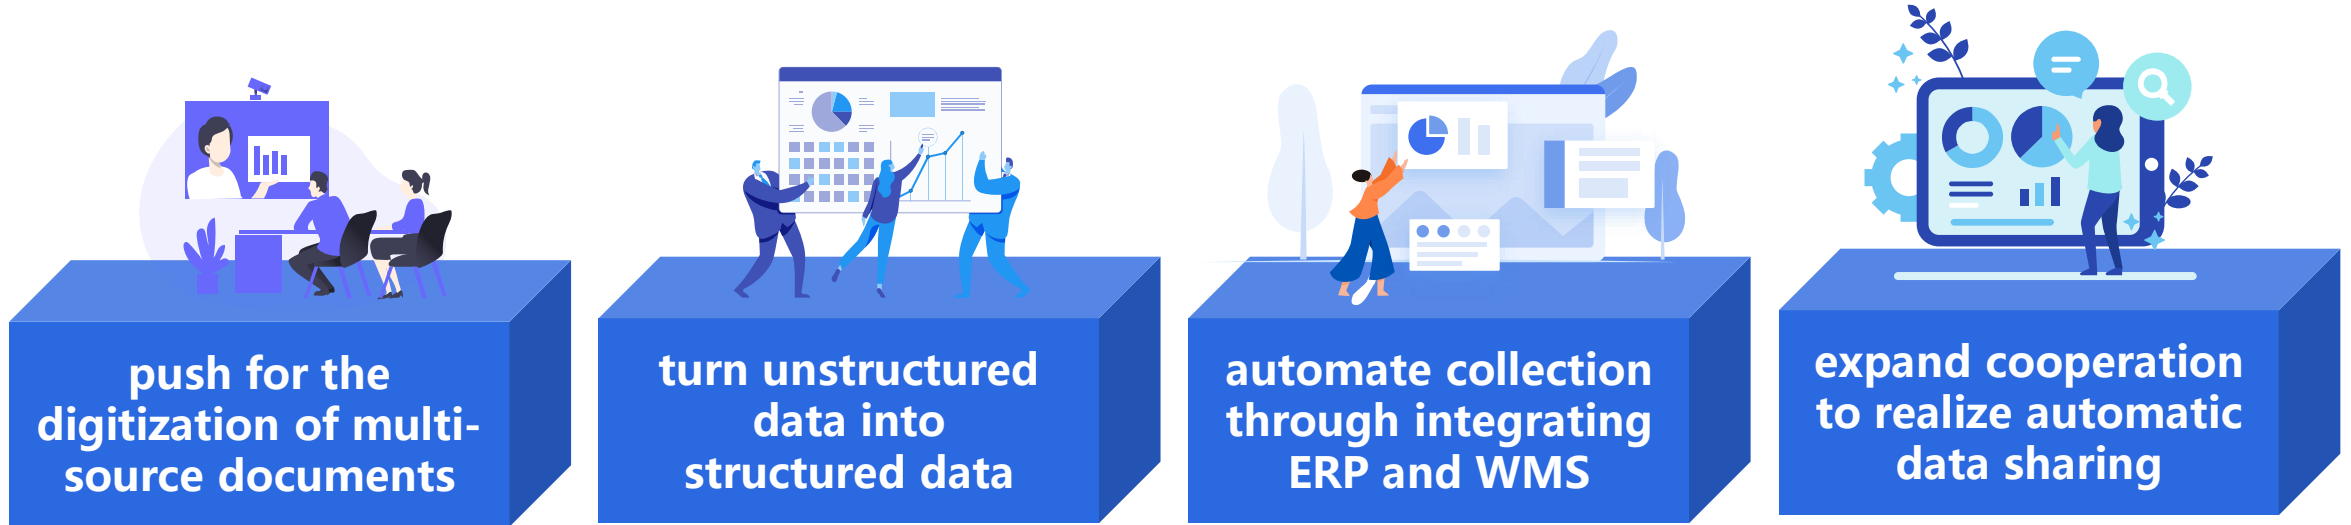 push for the
digitization of multi-
source documents
turn unstructured
data into
structured data
automate collection
through integrating
ERP and WMS
expand cooperation
to realize automatic
data sharing